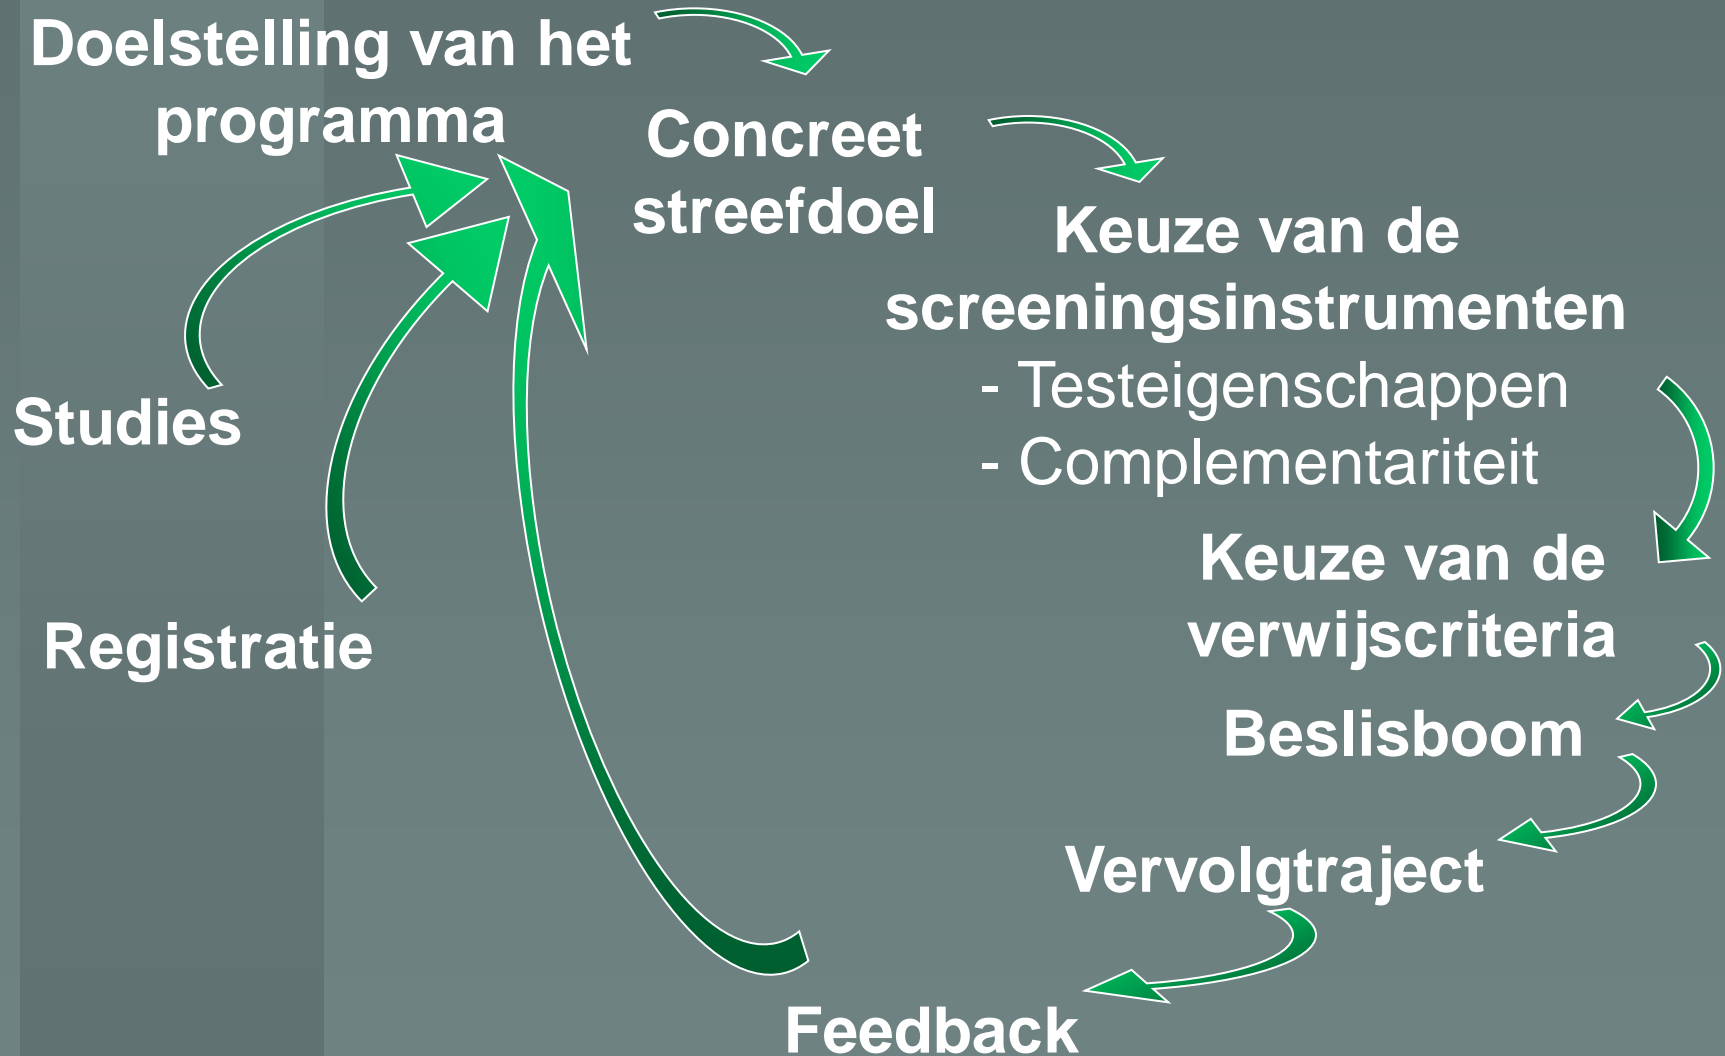 Doelstelling van het
programma
Concreet
streefdoel
Keuze van de
screeningsinstrumenten
- Testeigenschappen
- Complementariteit
Keuze van de
verwijscriteria
Beslisboom
Vervolgtraject
Feedback
Studies
Registratie